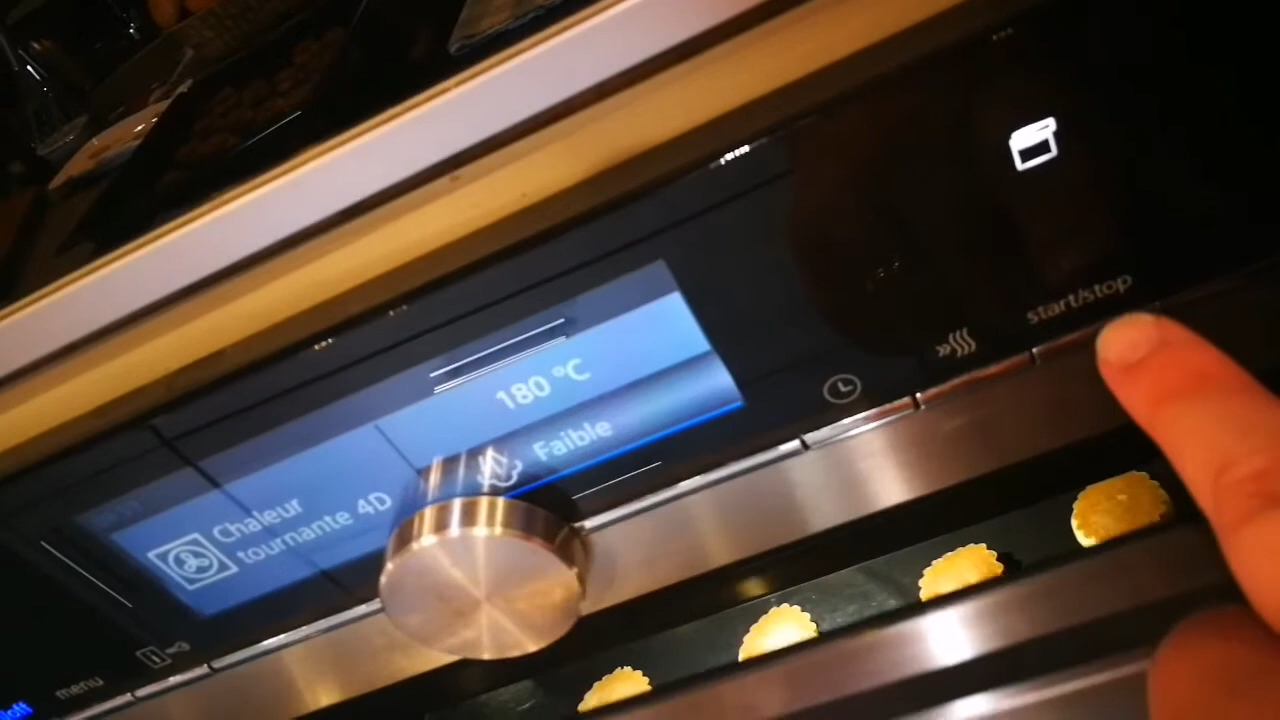 180 °C
Faible
Chaleur
tournante 4D
start/stop
menu